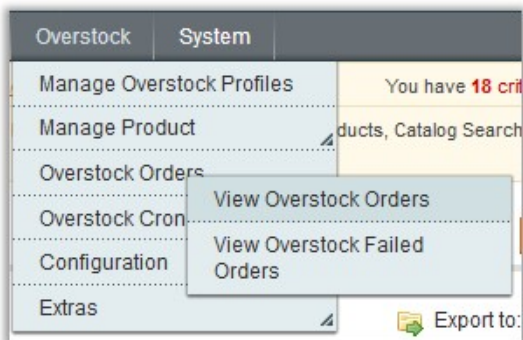 Overstock System
Manage Overstock Profiles
You have 18 crit
Manage Product
ducts, Catalog Search
Overstock Orders
View Overstock Orders
Overstock Cron
View Overstock Failed
Orders
Configuration
Extras
Export to: